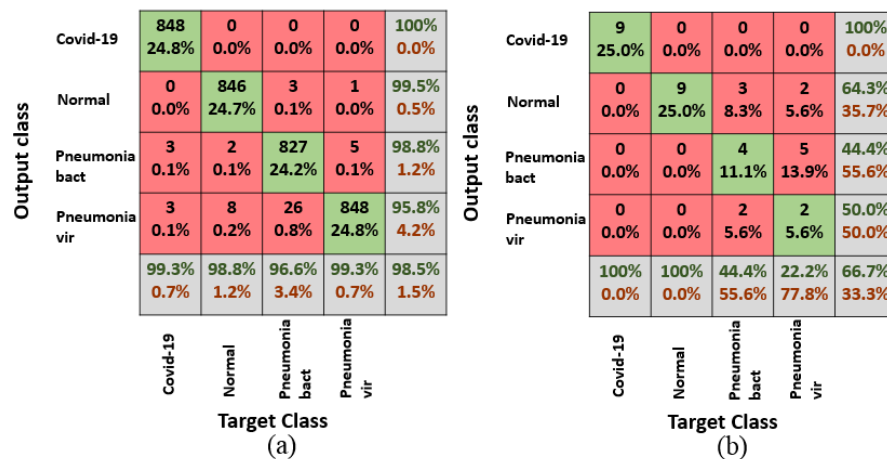 Output class
Covid-19
848 0 0 0 100%
24.8% 0.0% 0.0% 0.0% 0.0%
Normal
0 846 3 1 99.5%
0.0% 24.7% 0.1% 0.0% 0.5%
Pneumonia
bact
3 2 827 5 98.8%
0.1% 0.1% 24.2% 0.1% 1.2%
Pneumonia
vir
3 8 26 848 95.8%
0.1% 0.2% 0.8% 24.8% 4.2%
99.3% 98.8% 96.6% 99.3% 98.5%
0.7% 1.2% 3.4% 0.7% 1.5%
Covid-19
Normal
Pneumonia
bact
Pneumonia
vir
Target Class
(a)
Output class
Covid-19
9 0 0 0 100%
25.0% 0.0% 0.0% 0.0% 0.0%
Normal
0 9 3 2 64.3%
0.0% 25.0% 8.3% 5.6% 35.7%
Pneumonia
bact
0 0 4 5 44.4%
0.0% 0.0% 11.1% 13.9% 55.6%
Pneumonia
vir
0 0 2 2 50.0%
0.0% 0.0% 5.6% 5.6% 50.0%
100% 100% 44.4% 22.2% 66.7%
0.0% 0.0% 55.6% 77.8% 33.3%
Covid-19
Normal
Pneumonia
bact
Pneumonia
vir
Target Class
(b)